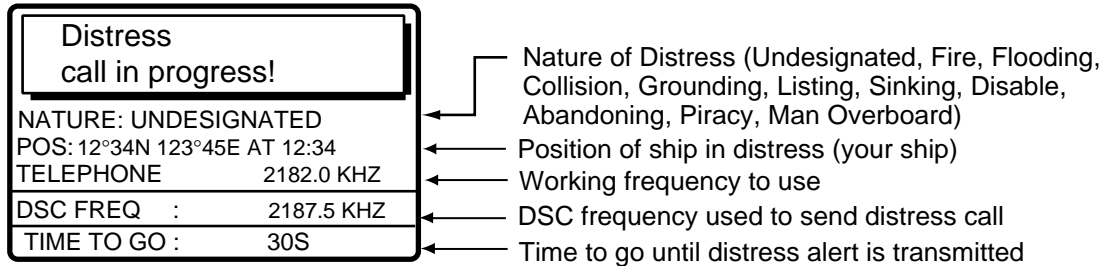 Distress
call in progress!
NATURE: UNDESIGNATED
POS: 12°34N 123°45E AT 12:34
TELEPHONE 2182.0 KHZ
DSC FREQ : 2187.5 KHZ
TIME TO GO : 30S
Nature of Distress (Undesignated, Fire, Flooding,
Collision, Grounding, Listing, Sinking, Disable,
Abandoning, Piracy, Man Overboard)
Position of ship in distress (your ship)
Working frequency to use
DSC frequency used to send distress call
Time to go until distress alert is transmitted